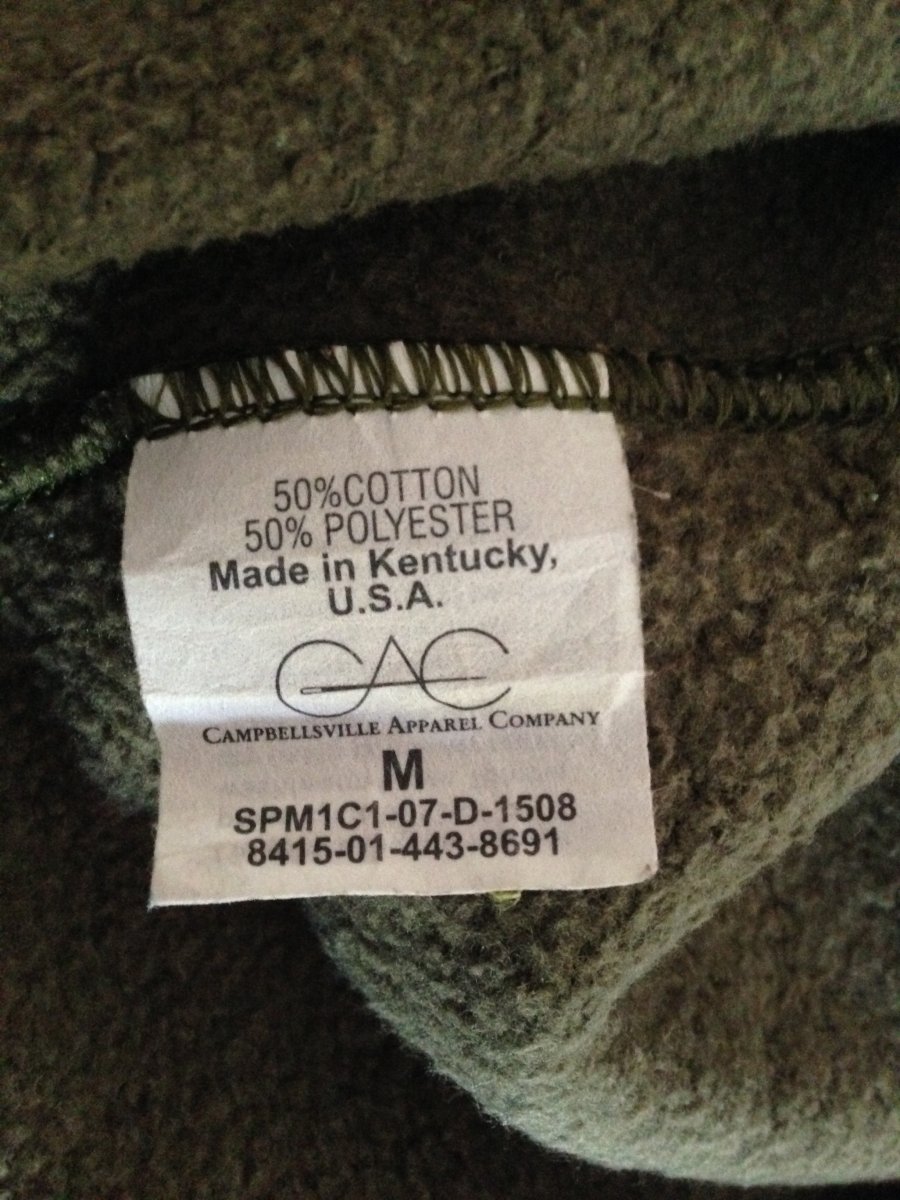 50%COTTON
50% POLYESTER
Made in Kentucky,
U.S.A.
CAC
CAMPBELLSVILLE APPAREL COMPANY
M
SPM1C1-07-D-1508
8415-01-443-8691